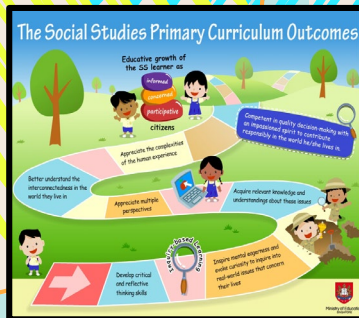 The Social Studies Primary Curriculum Outcomes
Educative growth of
the SS learner as
informed
concerned
participative
citizens
Competent in quality decision-making with
an impassioned spirit to contribute
responsibly in the world he/she lives in.
Appreciate the complexities
of the human experience
Better understand the
interconnectedness in the
world they live in
Appreciate multiple
perspectives
Acquire relevant knowledge and
understandings about these issues
Inquiry-based learning
Inspire mental eagerness and
evoke curiosity to inquire into
real-world issues that concern
their lives
Develop critical
and reflective
thinking skills
Ministry of Education
SINGAPORE